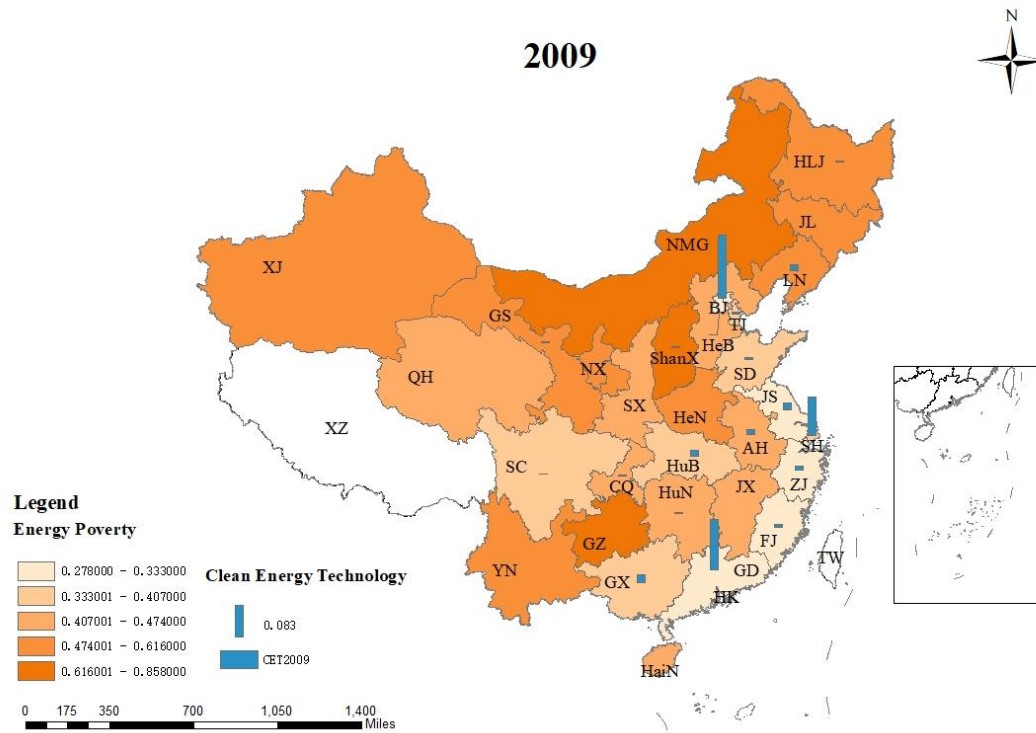 2009
N
HLJ
JL
NMG
LN
XJ
BJ
TJ
GS
HeB
ShanX
SD
NX
QH
JS
SX
HeN
XZ
SH
AH
SC
HuB
ZJ
CQ
HuN
JX
GZ
FJ
TW
YN
GX
GD
HK
HaiN
Legend
Energy Poverty
0.278000 - 0.333000
0.333001 - 0.407000
0.407001 - 0.474000
0.474001 - 0.616000
0.616001 - 0.858000
Clean Energy Technology
0.083
CET2009
0 175 350 700 1,050 1,400
Miles